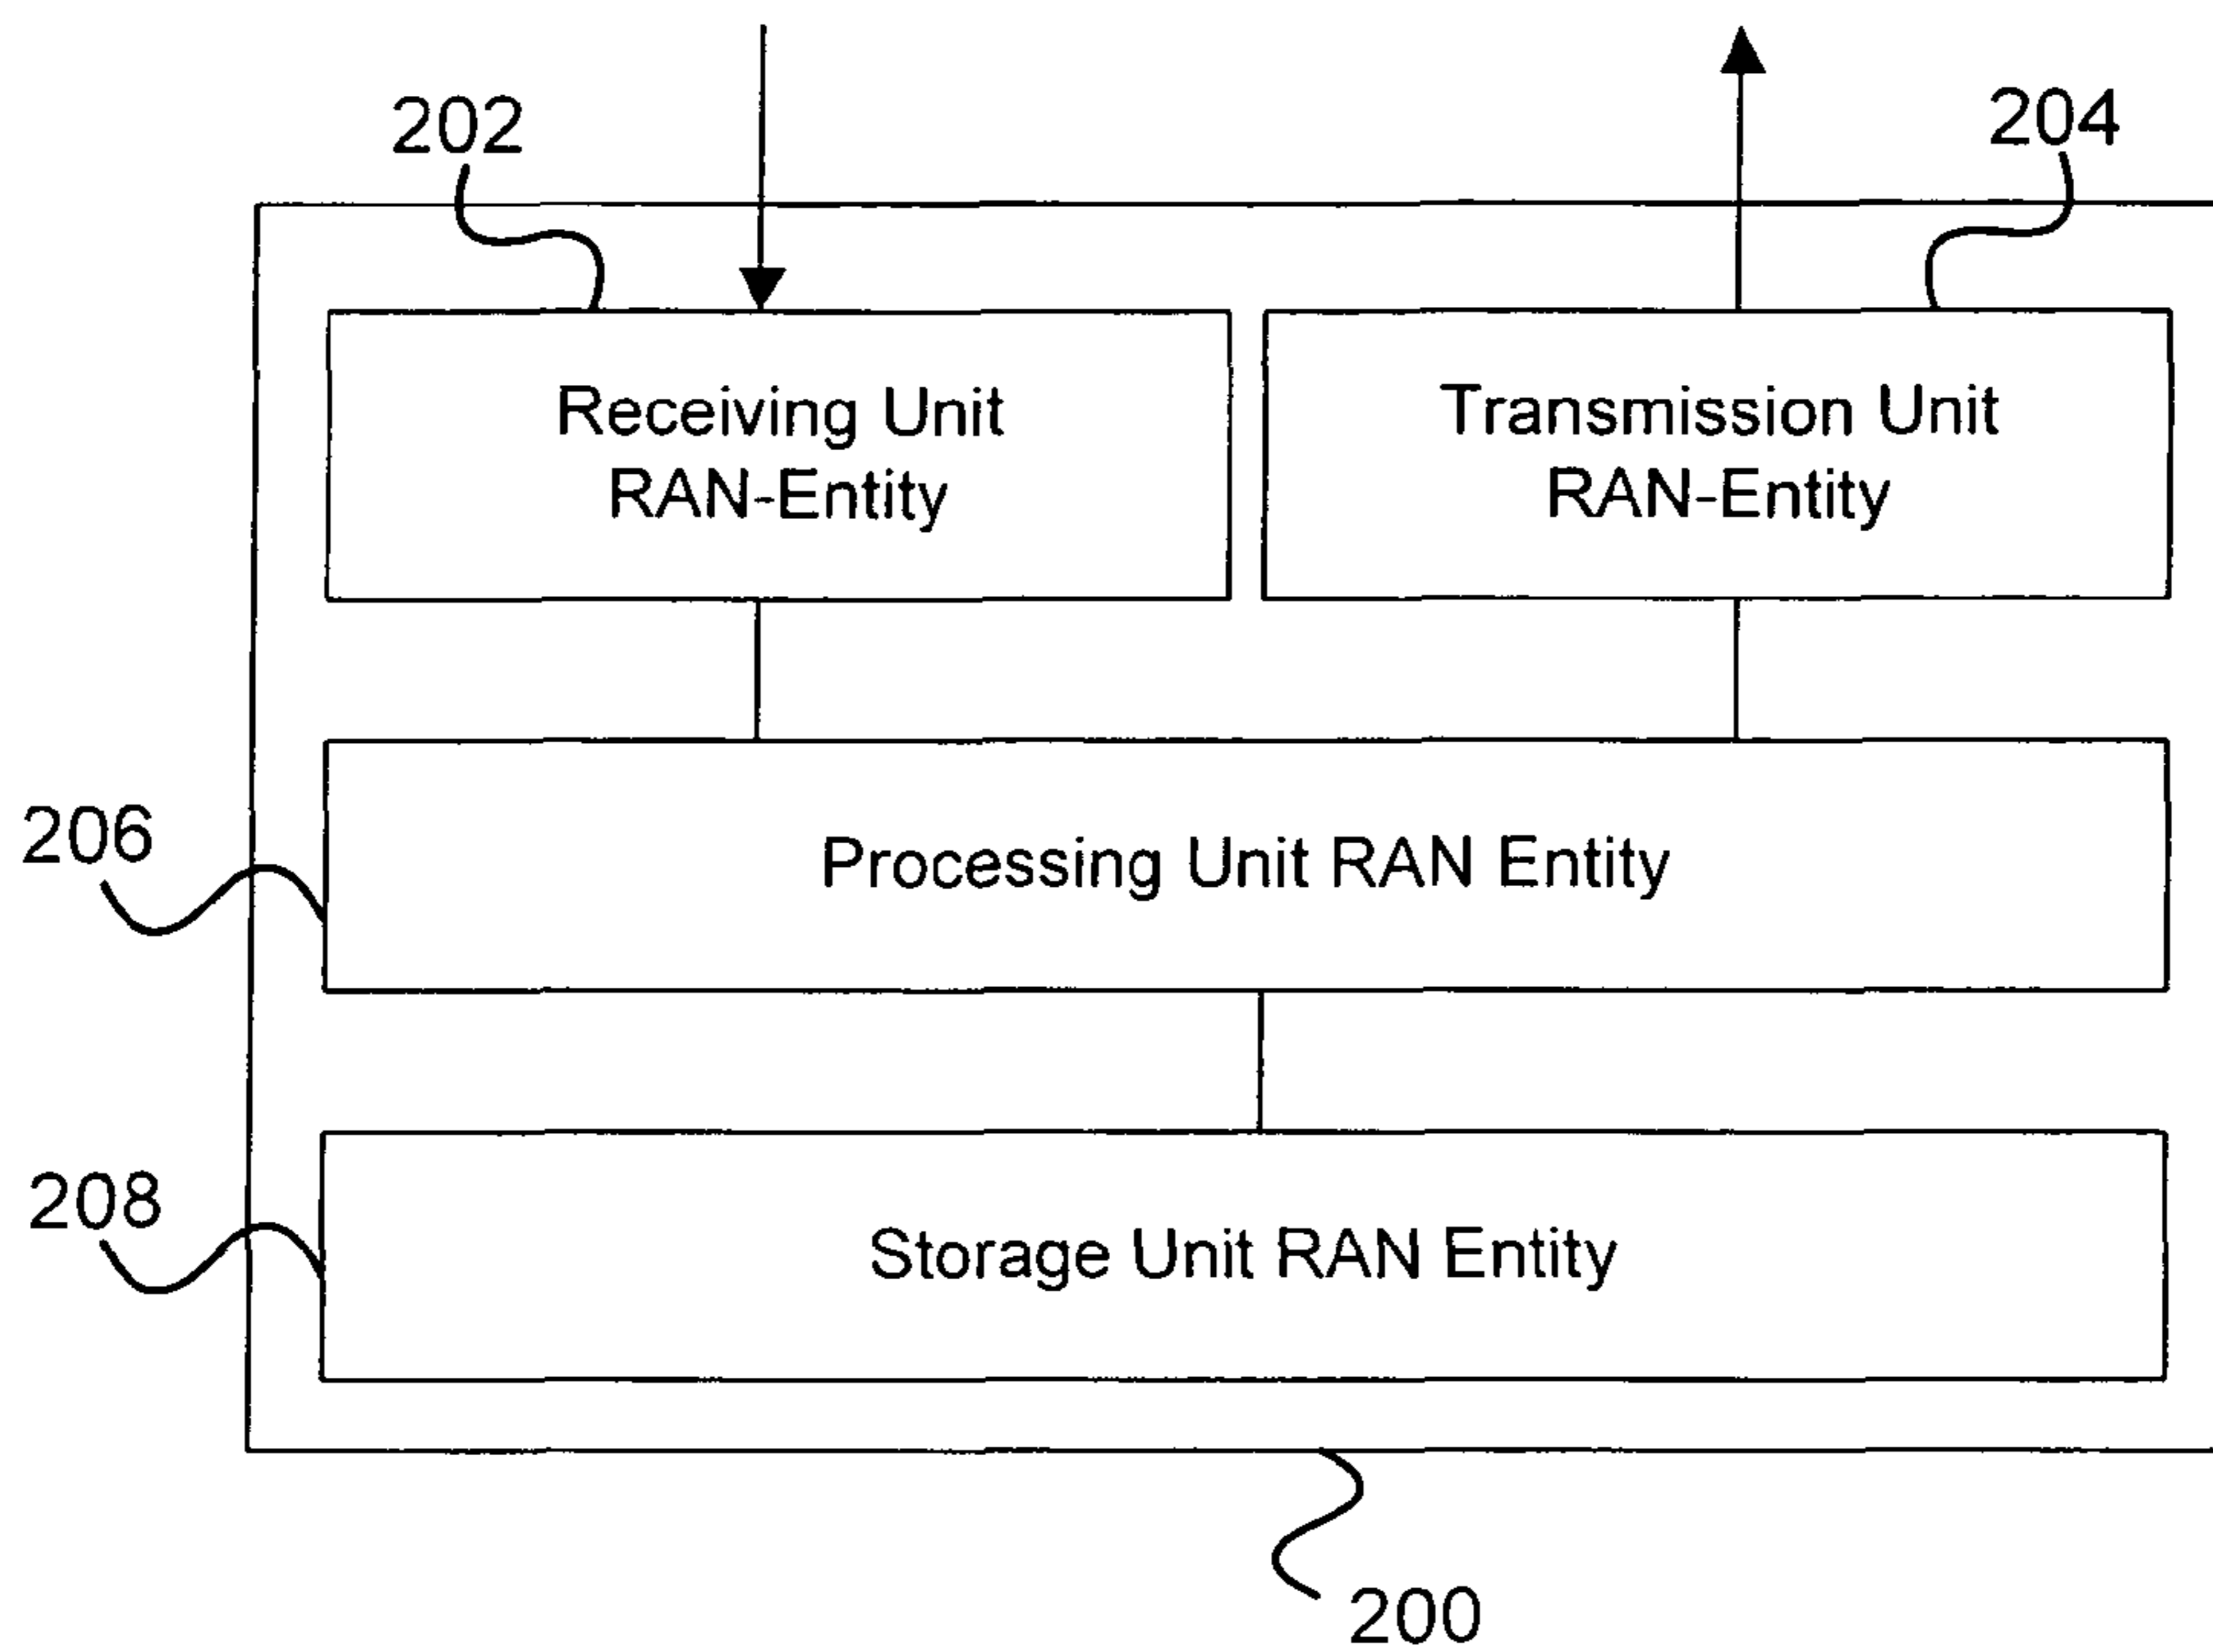 202
204
Receiving Unit
RAN-Entity
Transmission Unit
RAN-Entity
206
Processing Unit RAN Entity
208
Storage Unit RAN Entity
200